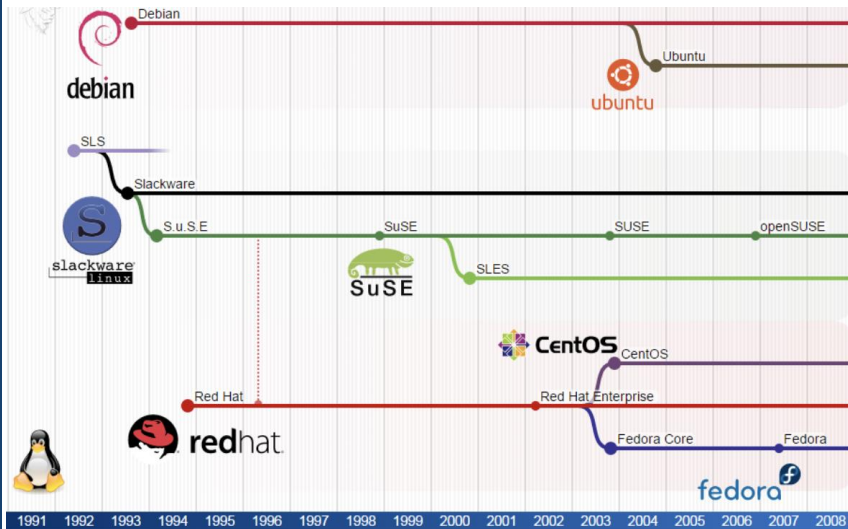 Debian
debian
Ubuntu
ubuntu
SLS
Slackware
S
slackware
linux
S.u.S.E
SuSE
SUSE
openSUSE
SuSE
SLES
CentOS
CentOS
Red Hat
Red Hat Enterprise
redhat.
Fedora Core
Fedora
f
fedora
1991 1992 1993 1994 1995 1996 1997 1998 1999 2000 2001 2002 2003 2004 2005 2006 2007 2008